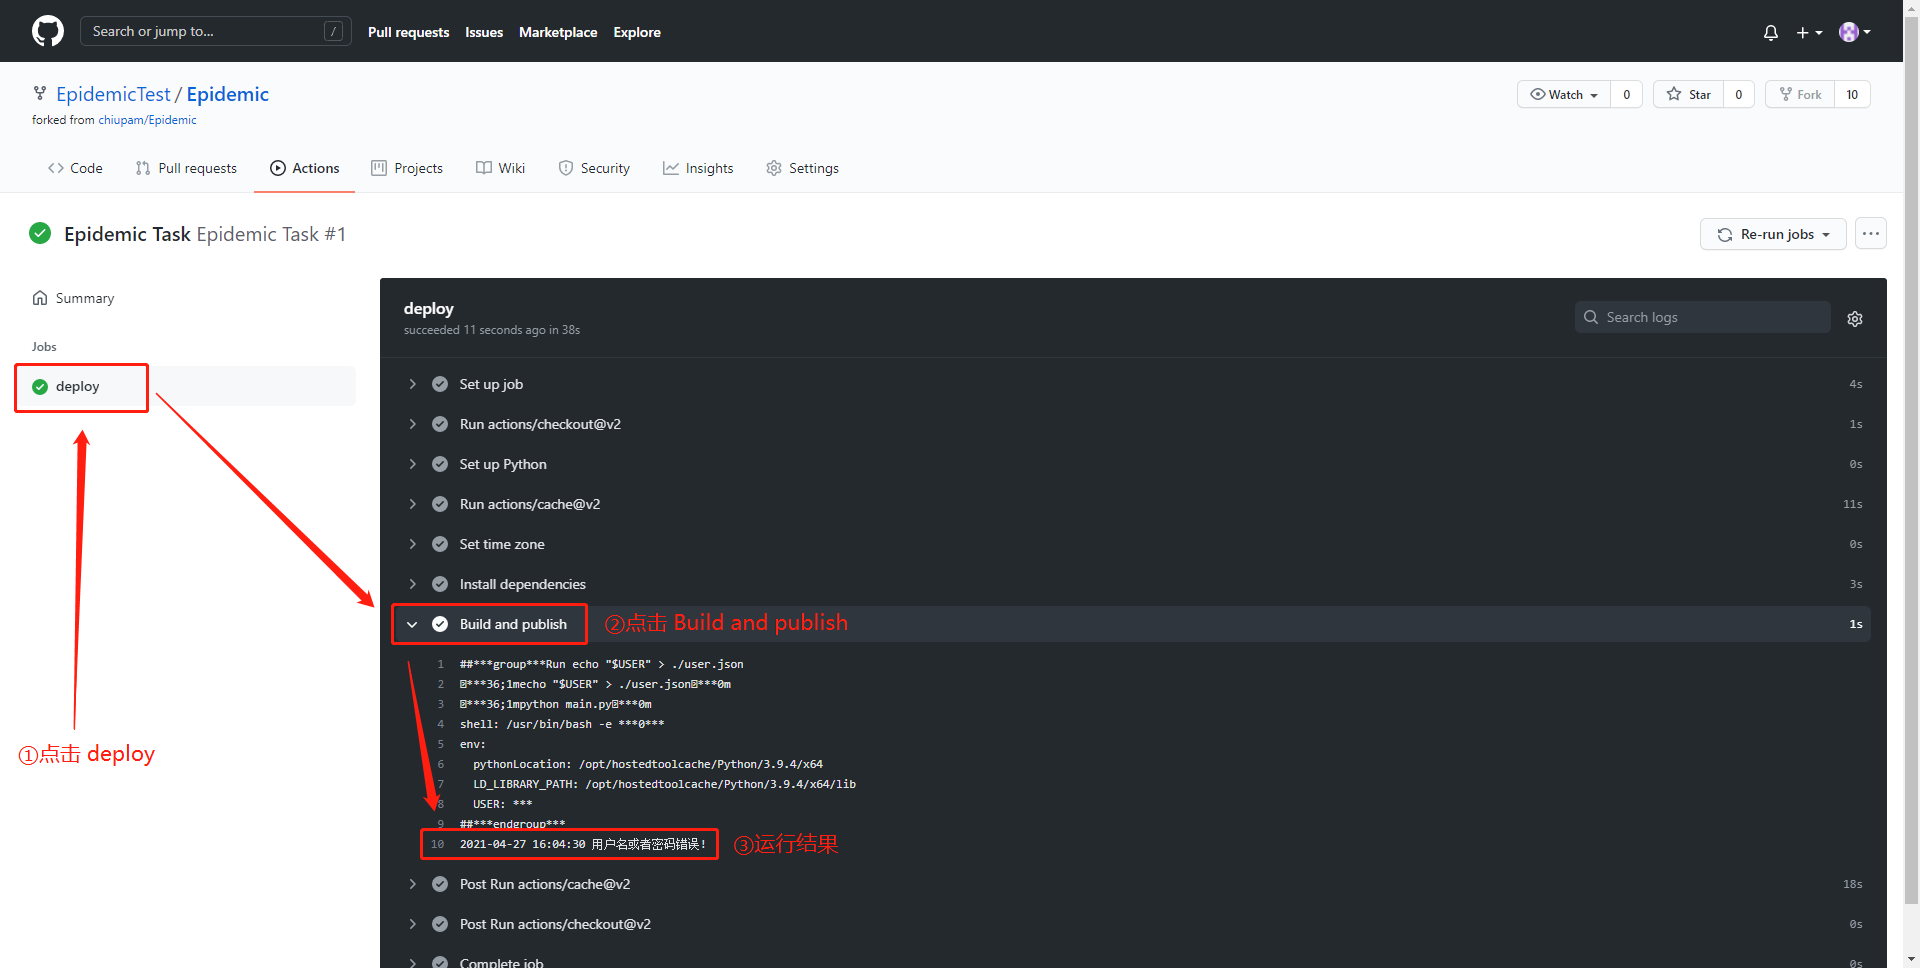 Search or jump to... /
Pull requests Issues Marketplace Explore
EpidemicTest / Epidemic
Watch 0 Star 0 Fork 10
forked from chiupam/Epidemic
Code Pull requests Actions Projects Wiki Security Insights Settings
Epidemic Task Epidemic Task #1
Re-run jobs
Summary
Jobs
deploy
①点击 deploy
deploy
succeeded 11 seconds ago in 38s
Search logs
Set up job 4s
Run actions/checkout@v2 1s
Set up Python 0s
Run actions/cache@v2 11s
Set time zone 0s
Install dependencies 3s
Build and publish ②点击 Build and publish 1s
1 ##***group***Run echo "$USER" > ./user.json
2 ***36;1mecho "$USER" > ./user.json***0m
3 ***36;1mpython main.py***0m
4 shell: /usr/bin/bash -e ***0***
5 env:
6 pythonLocation: /opt/hostedtoolcache/Python/3.9.4/x64
7 LD_LIBRARY_PATH: /opt/hostedtoolcache/Python/3.9.4/x64/lib
8 USER: ***
9 ##***endgroup***
10 2021-04-27 16:04:30 用户名或者密码错误! ③运行结果
Post Run actions/cache@v2 18s
Post Run actions/checkout@v2 0s
Complete job 0s